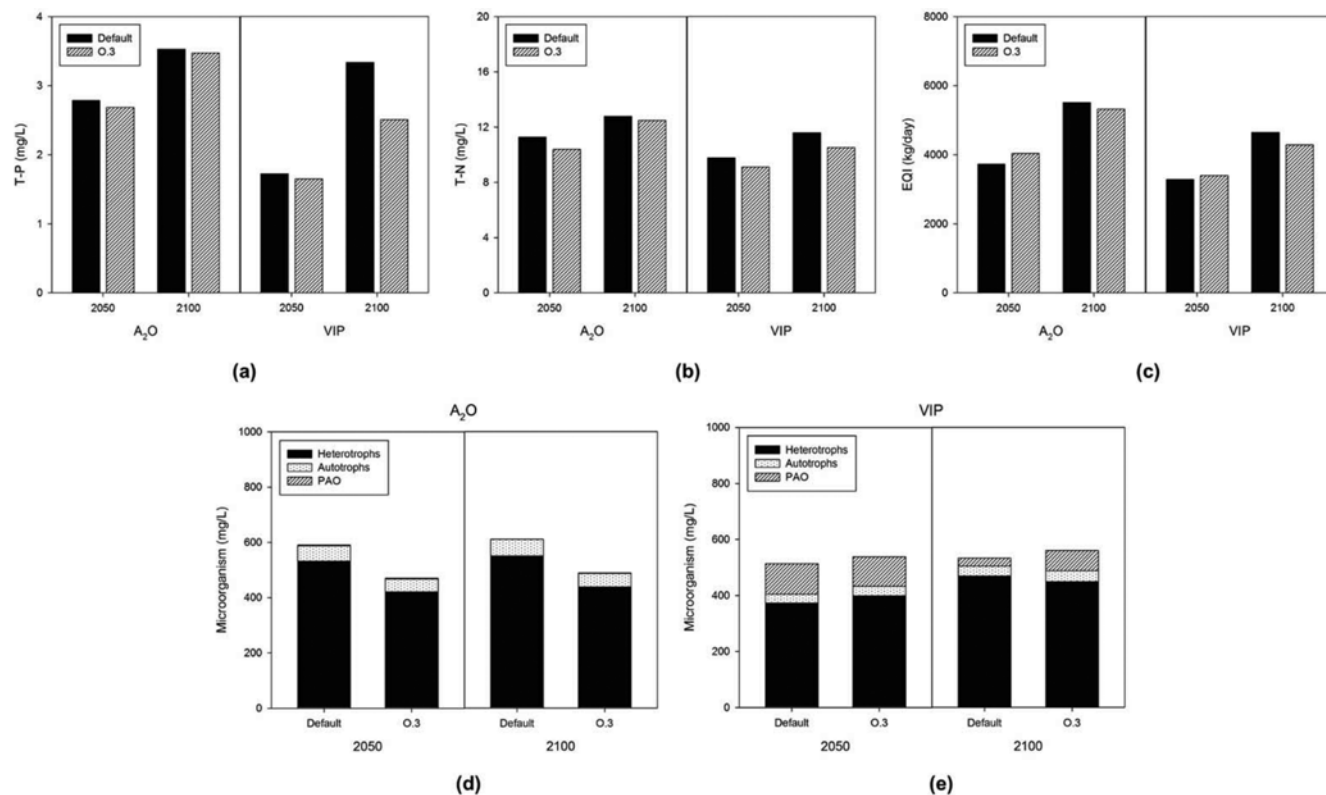 4
3
2
1
0
T-P (mg/L)
Default
O.3
2050 2100 2050 2100
A₂O VIP
(a)
20
16
12
8
4
0
T-N (mg/L)
Default
O.3
2050 2100 2050 2100
A₂O VIP
(b)
8000
6000
4000
2000
0
EQI (kg/day)
Default
O.3
2050 2100 2050 2100
A₂O VIP
(c)
A₂O
1000
800
600
400
200
0
Microorganism (mg/L)
Heterotrophs
Autotrophs
PAO
Default O.3 Default O.3
2050 2100
(d)
VIP
1000
800
600
400
200
0
Microorganism (mg/L)
Heterotrophs
Autotrophs
PAO
Default O.3 Default O.3
2050 2100
(e)